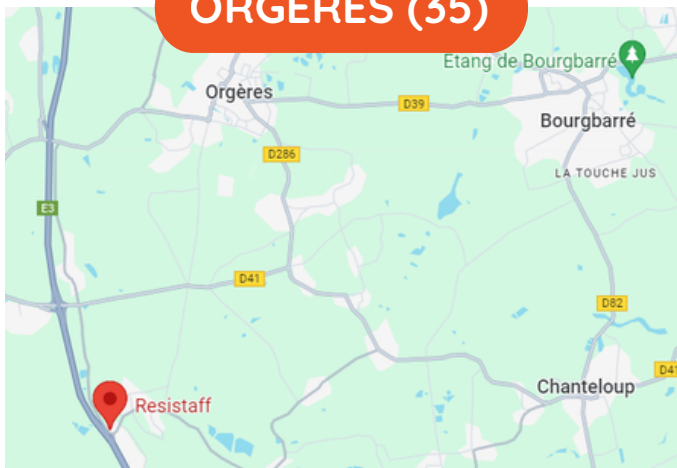 ORGÈRES (35)
Etang de Bourgbarré
Orgères
D39
Bourgbarré
D286
LA TOUCHE JUS
E3
D41
D82
D41
Chanteloup
Resistaff